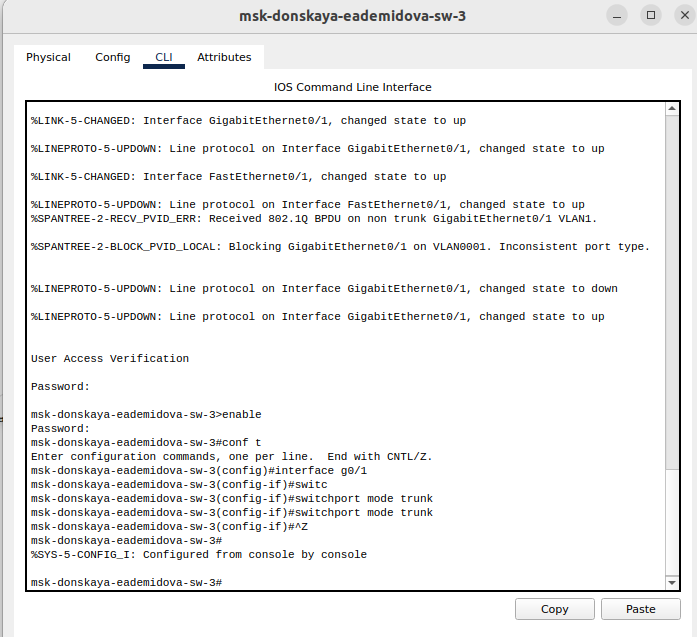 msk-donskaya-eademidova-sw-3
Physical Config CLI Attributes
IOS Command Line Interface
%LINK-5-CHANGED: Interface GigabitEthernet0/1, changed state to up
%LINEPROTO-5-UPDOWN: Line protocol on Interface GigabitEthernet0/1, changed state to up
%LINK-5-CHANGED: Interface FastEthernet0/1, changed state to up
%LINEPROTO-5-UPDOWN: Line protocol on Interface FastEthernet0/1, changed state to up
%SPANTREE-2-RECV_PVID_ERR: Received 802.1Q BPDU on non trunk GigabitEthernet0/1 VLAN1.
%SPANTREE-2-BLOCK_PVID_LOCAL: Blocking GigabitEthernet0/1 on VLAN0001. Inconsistent port type.
%LINEPROTO-5-UPDOWN: Line protocol on Interface GigabitEthernet0/1, changed state to down
%LINEPROTO-5-UPDOWN: Line protocol on Interface GigabitEthernet0/1, changed state to up
User Access Verification
Password:
msk-donskaya-eademidova-sw-3>enable
Password:
msk-donskaya-eademidova-sw-3#conf t
Enter configuration commands, one per line.  End with CNTL/Z.
msk-donskaya-eademidova-sw-3(config)#interface g0/1
msk-donskaya-eademidova-sw-3(config-if)#switc
msk-donskaya-eademidova-sw-3(config-if)#switchport mode trunk
msk-donskaya-eademidova-sw-3(config-if)#switchport mode trunk
msk-donskaya-eademidova-sw-3(config-if)#^Z
msk-donskaya-eademidova-sw-3#
%SYS-5-CONFIG_I: Configured from console by console
msk-donskaya-eademidova-sw-3#
Copy Paste